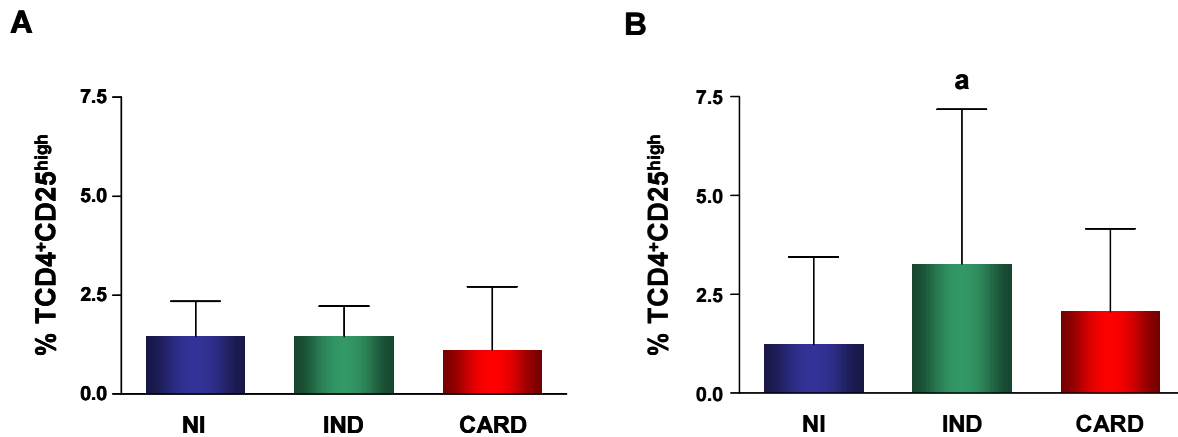 A
% TCD4⁺CD25ʰⁱᵍʰ
7.5
5.0
2.5
0.0
NI IND CARD
B
% TCD4⁺CD25ʰⁱᵍʰ
7.5
5.0
2.5
0.0
a
NI IND CARD